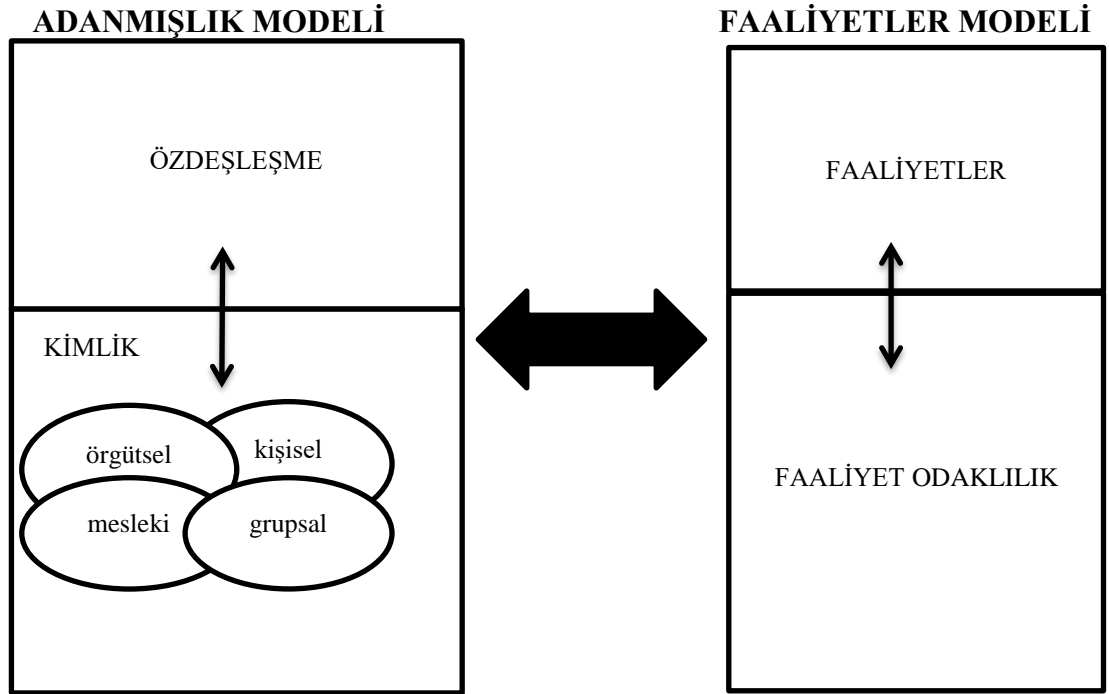 ADANMIŞLIK MODELİ
ÖZDEŞLEŞME
KİMLİK
örgütsel
kişisel
mesleki
grupsal
FAALİYETLER MODELİ
FAALİYETLER
FAALİYET ODAKLILIK